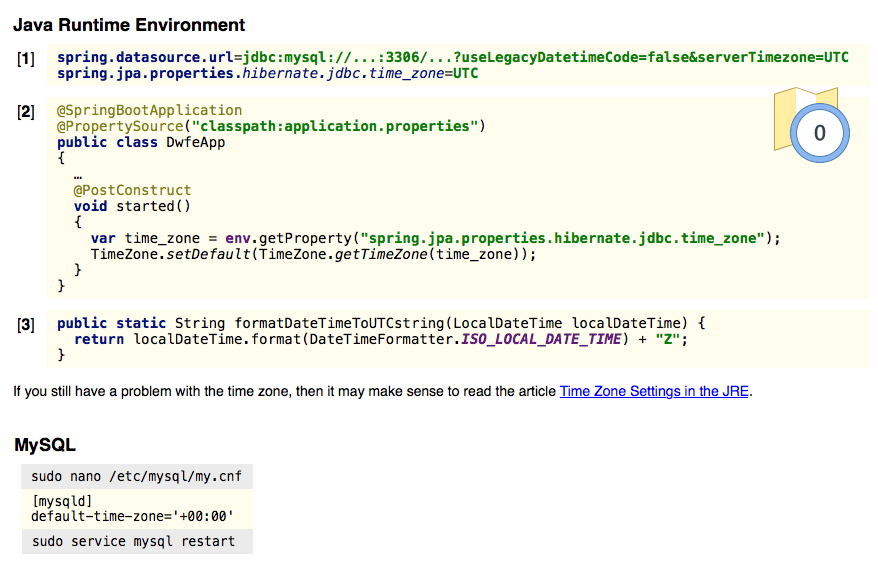 Java Runtime Environment
[1]
spring.datasource.url=jdbc:mysql://...:3306/...?useLegacyDatetimeCode=false&serverTimezone=UTC
spring.jpa.properties.hibernate.jdbc.time_zone=UTC
[2]
@SpringBootApplication
@PropertySource("classpath:application.properties")
public class DwfeApp
{
…
@PostConstruct
void started()
{
var time_zone = env.getProperty("spring.jpa.properties.hibernate.jdbc.time_zone");
TimeZone.setDefault(TimeZone.getTimeZone(time_zone));
}
}
0
[3]
public static String formatDateTimeToUTCstring(LocalDateTime localDateTime) {
return localDateTime.format(DateTimeFormatter.ISO_LOCAL_DATE_TIME) + "Z";
}
If you still have a problem with the time zone, then it may make sense to read the article Time Zone Settings in the JRE.
MySQL
sudo nano /etc/mysql/my.cnf
[mysqld]
default-time-zone='+00:00'
sudo service mysql restart